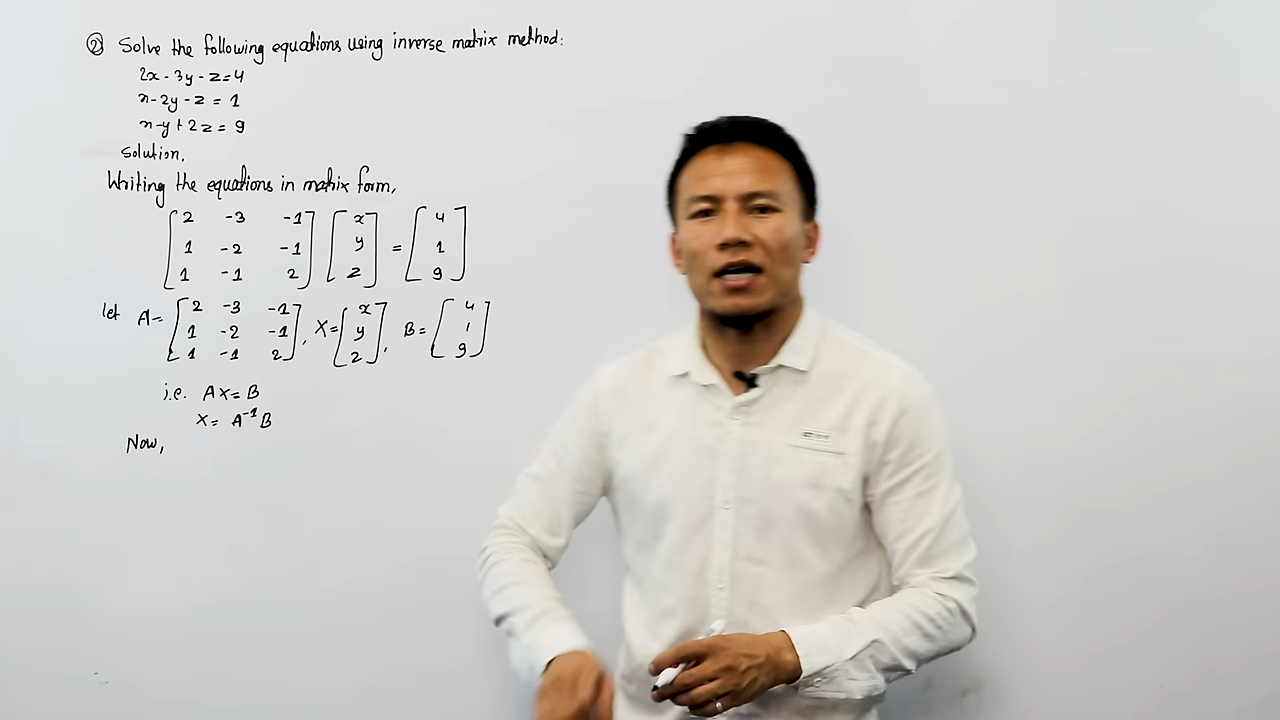 ② Solve the following equations using inverse matrix method:
2x - 3y - z = 4
x - 2y - z = 1
x - y + 2z = 9
Solution,
Writing the equations in matrix form,
[2 -3 -1] [x] [4]
[1 -2 -1] [y] = [1]
[1 -1 2] [z] [9]
let A = [2 -3 -1] , X = [x] , B = [4]
[1 -2 -1] [y] [1]
[1 -1 2] [z] [9]
i.e. AX = B
X = A⁻¹B
Now,